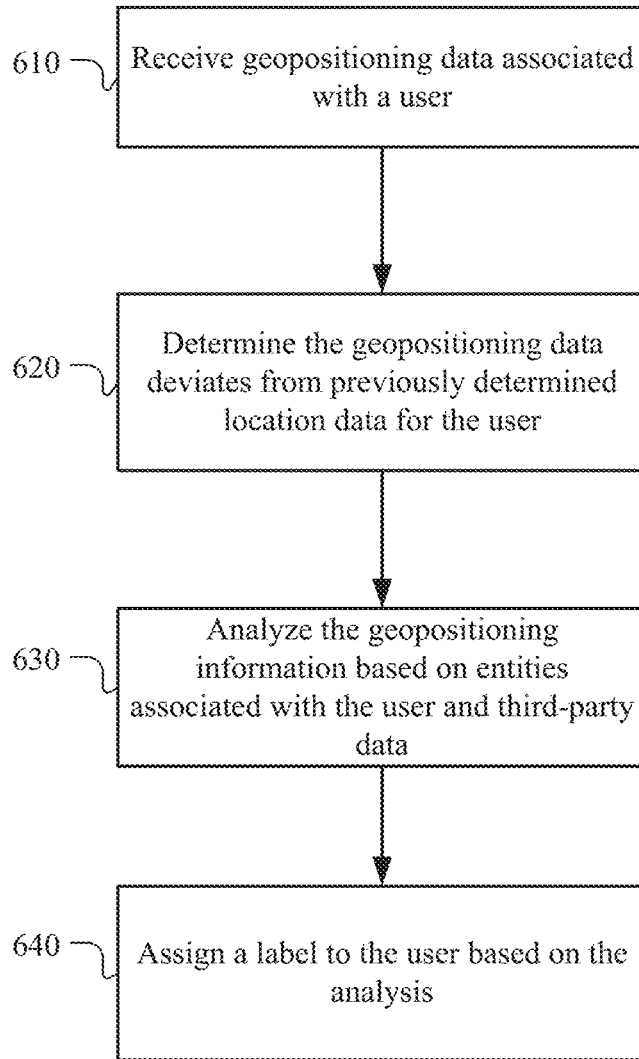 610
Receive geopositioning data associated
with a user
620
Determine the geopositioning data
deviates from previously determined
location data for the user
630
Analyze the geopositioning
information based on entities
associated with the user and third-party
data
640
Assign a label to the user based on the
analysis